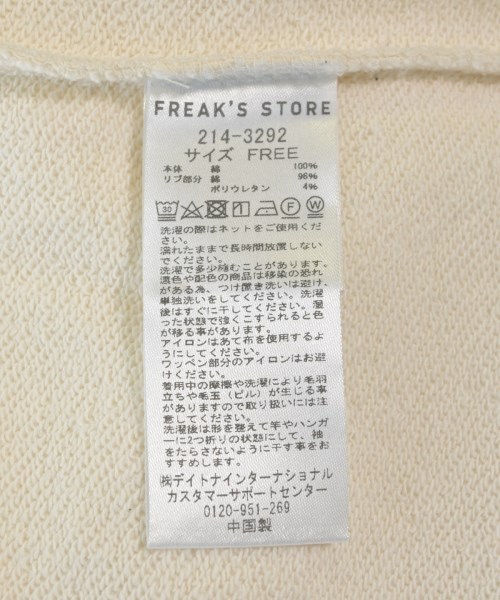 FREAK'S STORE
214-3292
サイズ FREE
本体 綿 100%
リブ部分 綿 96%
ポリウレタン 4%
30 F W
洗濯の際はネットをご使用くだ
さい。
濡れたままで長時間放置しない
でください。
洗濯で多少縮むことがあります。
濃色や配色の商品は移染の恐れ
がある為、つけ置き洗いは避け、
単独洗いをしてください。洗濯
後はすぐに干してください。湿
った状態で強くこすられると色
が移る事があります。
アイロンはあて布を使用するよ
うにしてください。
ワッペン部分のアイロンはお避
けください。
着用中の摩擦や洗濯により毛羽
立ちや毛玉（ピル）が生じる事
がありますので取り扱いには注
意してください。
洗濯後は形を整えて竿やハンガ
ーに2つ折りの状態にして、袖
をたらさないように干す事をお
すすめします。
㈱デイトナインターナショナル
カスタマーサポートセンター
0120-951-269
中国製